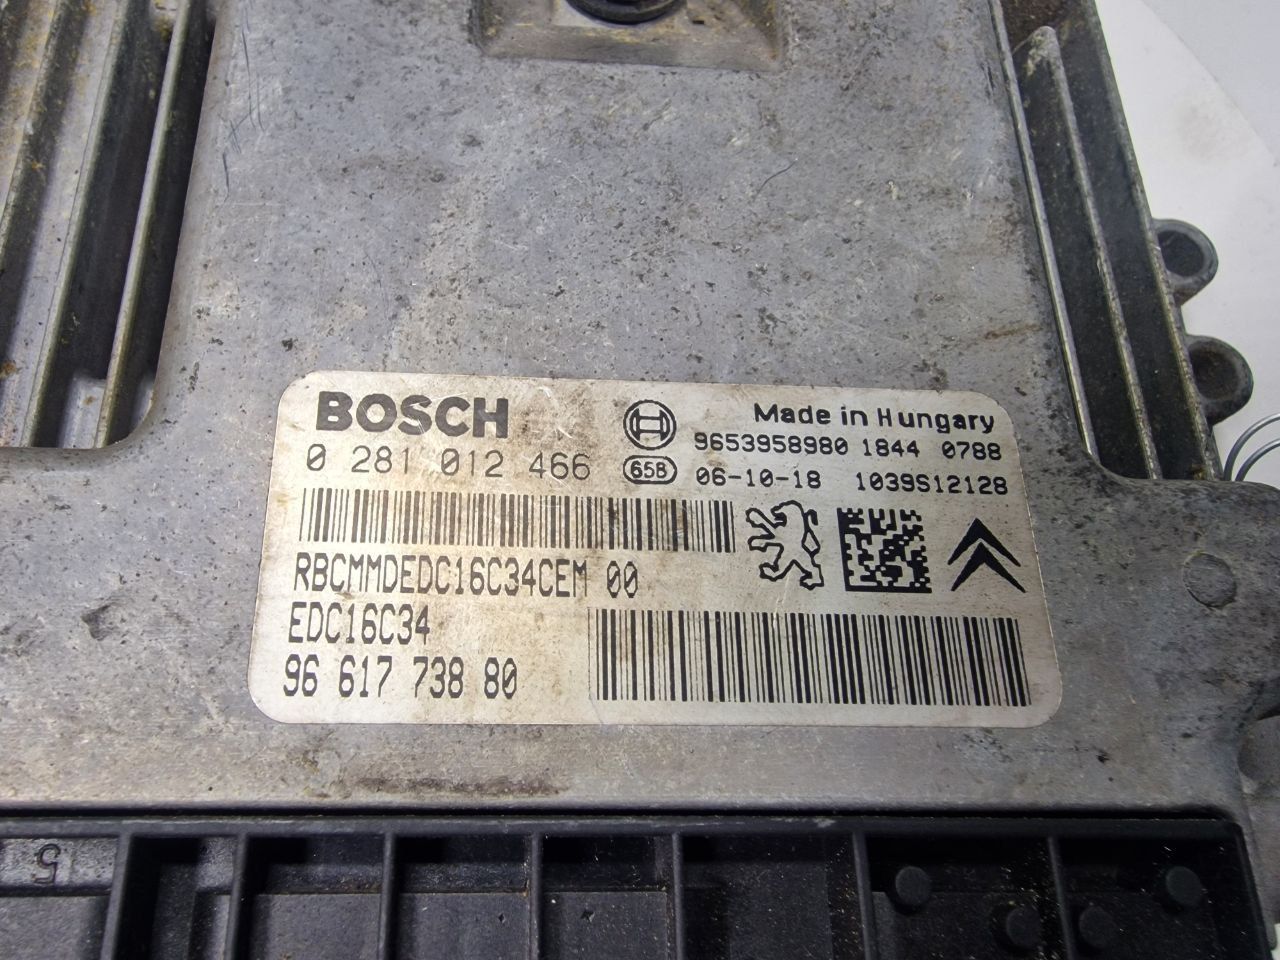 BOSCH
Made in Hungary
0 281 012 466
9653958980 1844 0788
65B
06-10-18 1039S12128
RBCMMDEDC16C34CEM 00
EDC16C34
96 617 738 80
5